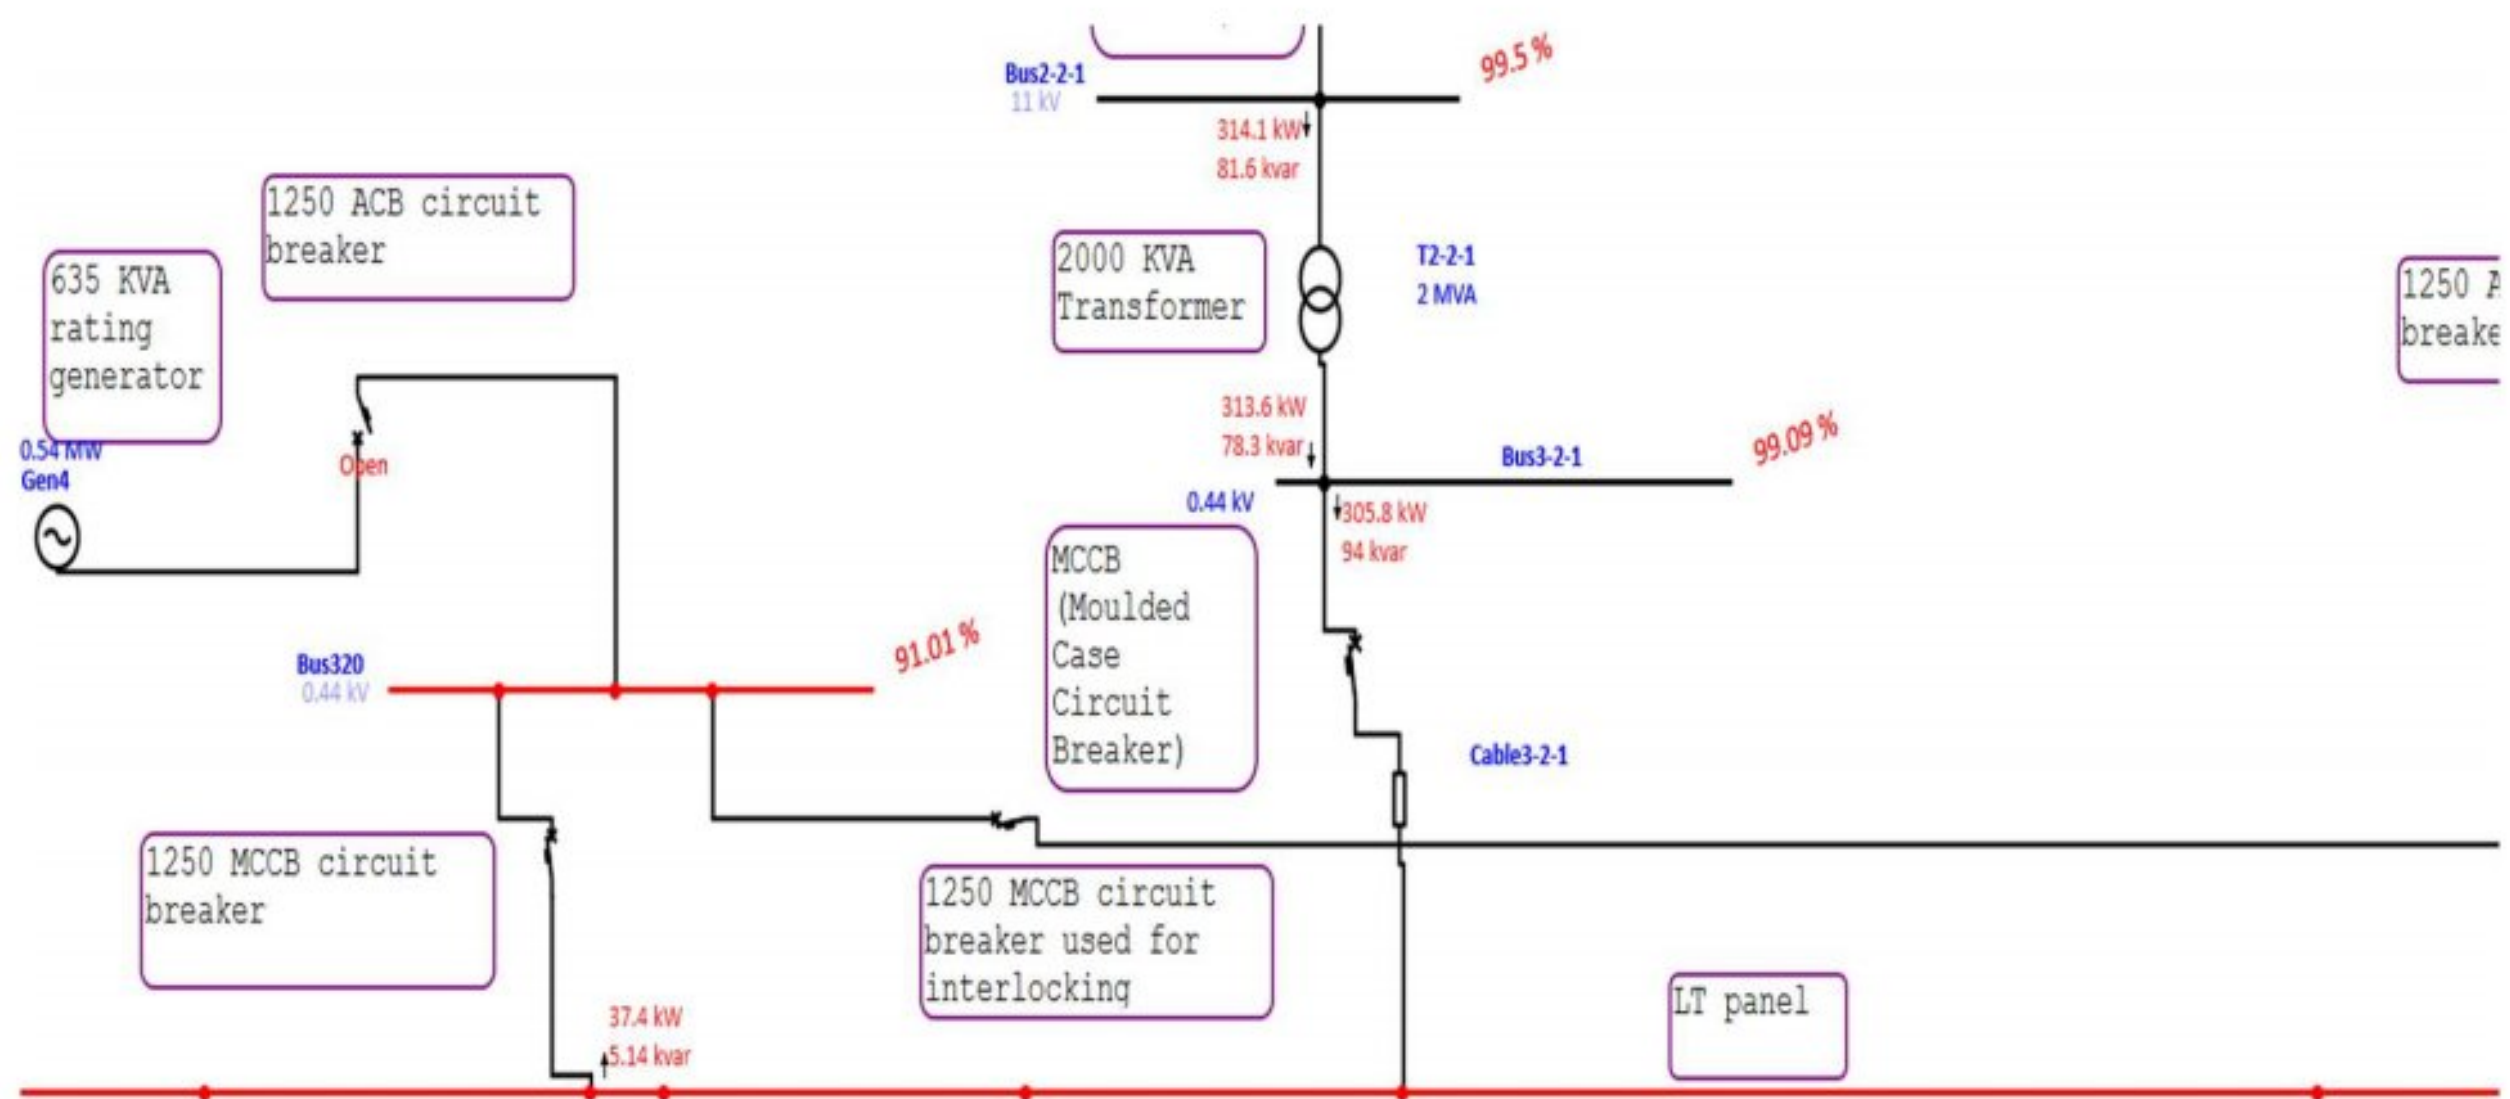 Bus2-2-1
11 kV
99.5 %
314.1 kW
81.6 kvar
1250 ACB circuit
breaker
635 KVA
rating
generator
2000 KVA
Transformer
T2-2-1
2 MVA
1250 A
breake
0.54 MW
Gen4
Open
313.6 kW
78.3 kvar
Bus3-2-1
99.09 %
0.44 kV
305.8 kW
94 kvar
MCCB
(Moulded
Case
Circuit
Breaker)
Bus320
0.44 kV
91.01 %
Cable3-2-1
1250 MCCB circuit
breaker
1250 MCCB circuit
breaker used for
interlocking
LT panel
37.4 kW
5.14 kvar